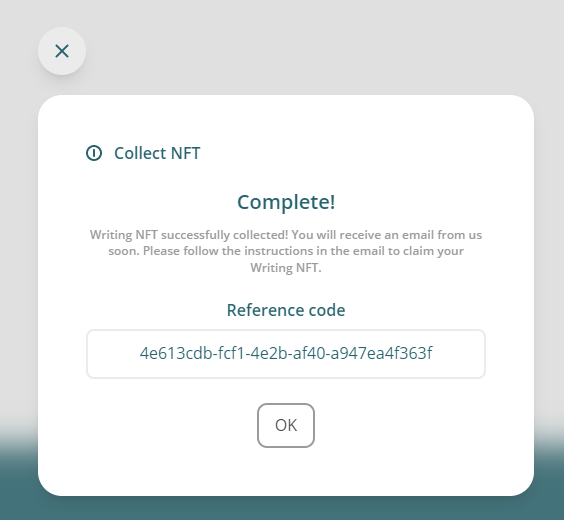 Collect NFT
Complete!
Writing NFT successfully collected! You will receive an email from us
soon. Please follow the instructions in the email to claim your
Writing NFT.
Reference code
4e613cdb-fcf1-4e2b-af40-a947ea4f363f
OK